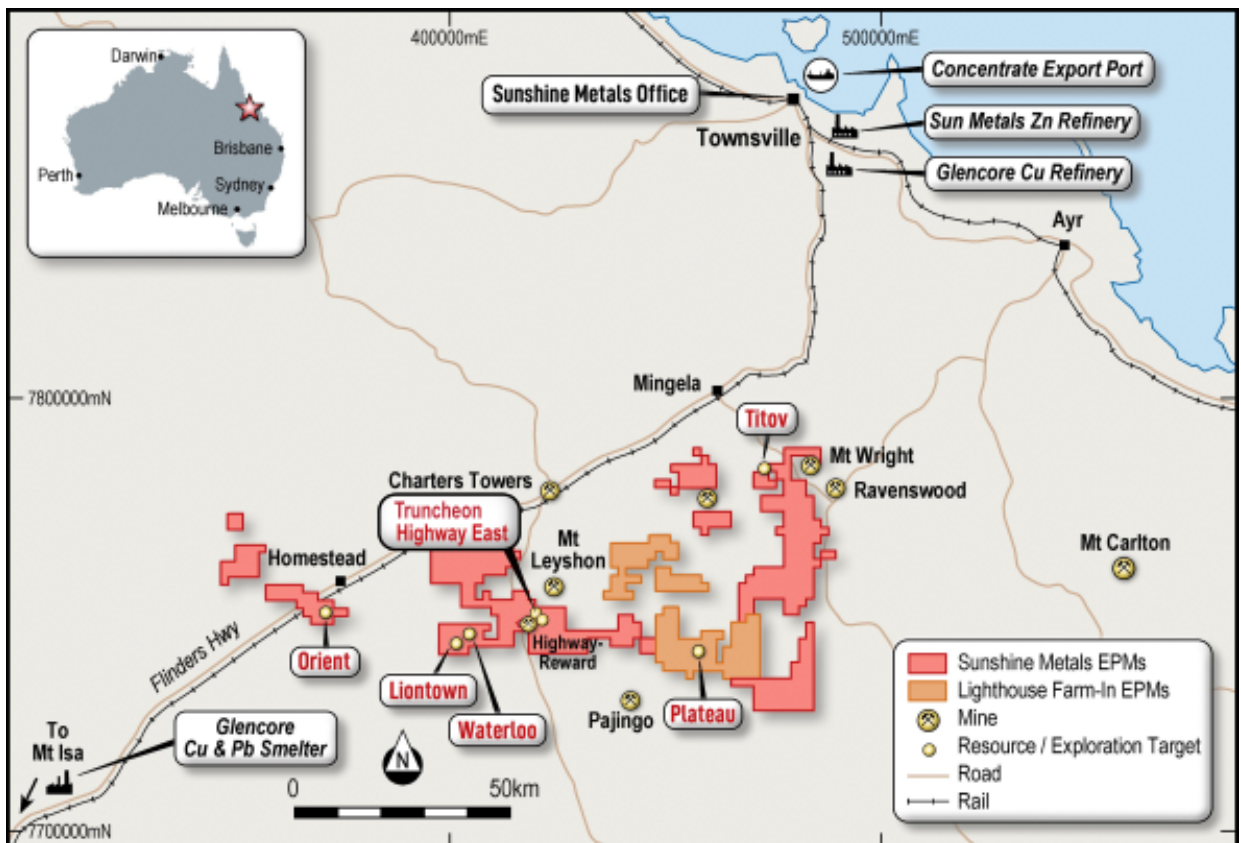 400000mE
500000mE
Darwin
Brisbane
Perth
Sydney
Melbourne
Sunshine Metals Office
Concentrate Export Port
Sun Metals Zn Refinery
Townsville
Glencore Cu Refinery
Ayr
7800000mN
Mingela
Titov
Mt Wright
Charters Towers
Ravenswood
Truncheon
Highway East
Mt
Leyshon
Mt Carlton
Homestead
Highway-
Reward
Flinders Hwy
Orient
Liontown
Waterloo
Pajingo
Plateau
To
Mt Isa
Glencore
Cu & Pb Smelter
N
0
50km
7700000mN
Sunshine Metals EPMs
Lighthouse Farm-In EPMs
Mine
Resource / Exploration Target
Road
Rail